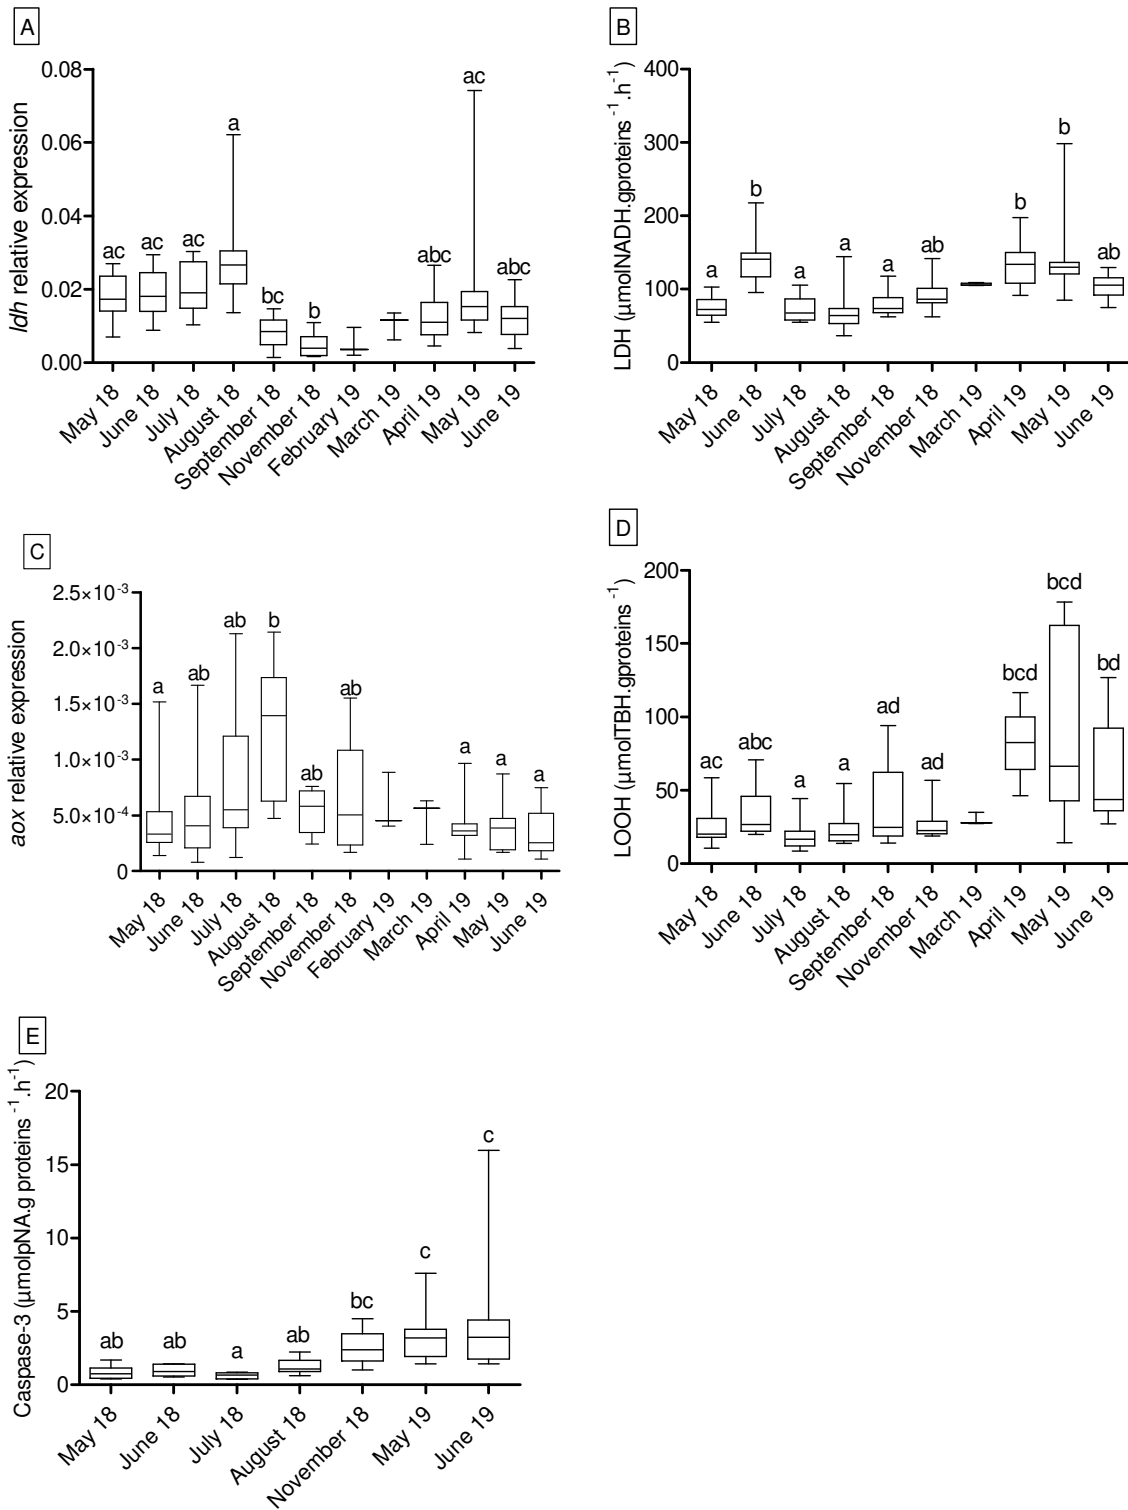 A
ldh relative expression
0.08
0.06
0.04
0.02
0.00
ac
ac
ac
a
bc
b
abc
ac
abc
May 18
June 18
July 18
August 18
September 18
November 18
February 19
March 19
April 19
May 19
June 19
B
LDH (µmolNADH.gproteins⁻¹.h⁻¹)
400
300
200
100
0
a
b
a
a
a
ab
b
b
ab
May 18
June 18
July 18
August 18
September 18
November 18
March 19
April 19
May 19
June 19
C
aox relative expression
2.5×10⁻³
2.0×10⁻³
1.5×10⁻³
1.0×10⁻³
5.0×10⁻⁴
0
a
ab
ab
b
ab
ab
a
a
a
May 18
June 18
July 18
August 18
September 18
November 18
February 19
March 19
April 19
May 19
June 19
D
LOOH (µmolTBH.gproteins⁻¹)
200
150
100
50
0
ac
abc
a
a
ad
ad
bcd
bcd
bd
May 18
June 18
July 18
August 18
September 18
November 18
March 19
April 19
May 19
June 19
E
Caspase-3 (µmolpNA.g proteins⁻¹.h⁻¹)
20
15
10
5
0
ab
ab
a
ab
bc
c
c
May 18
June 18
July 18
August 18
November 18
May 19
June 19